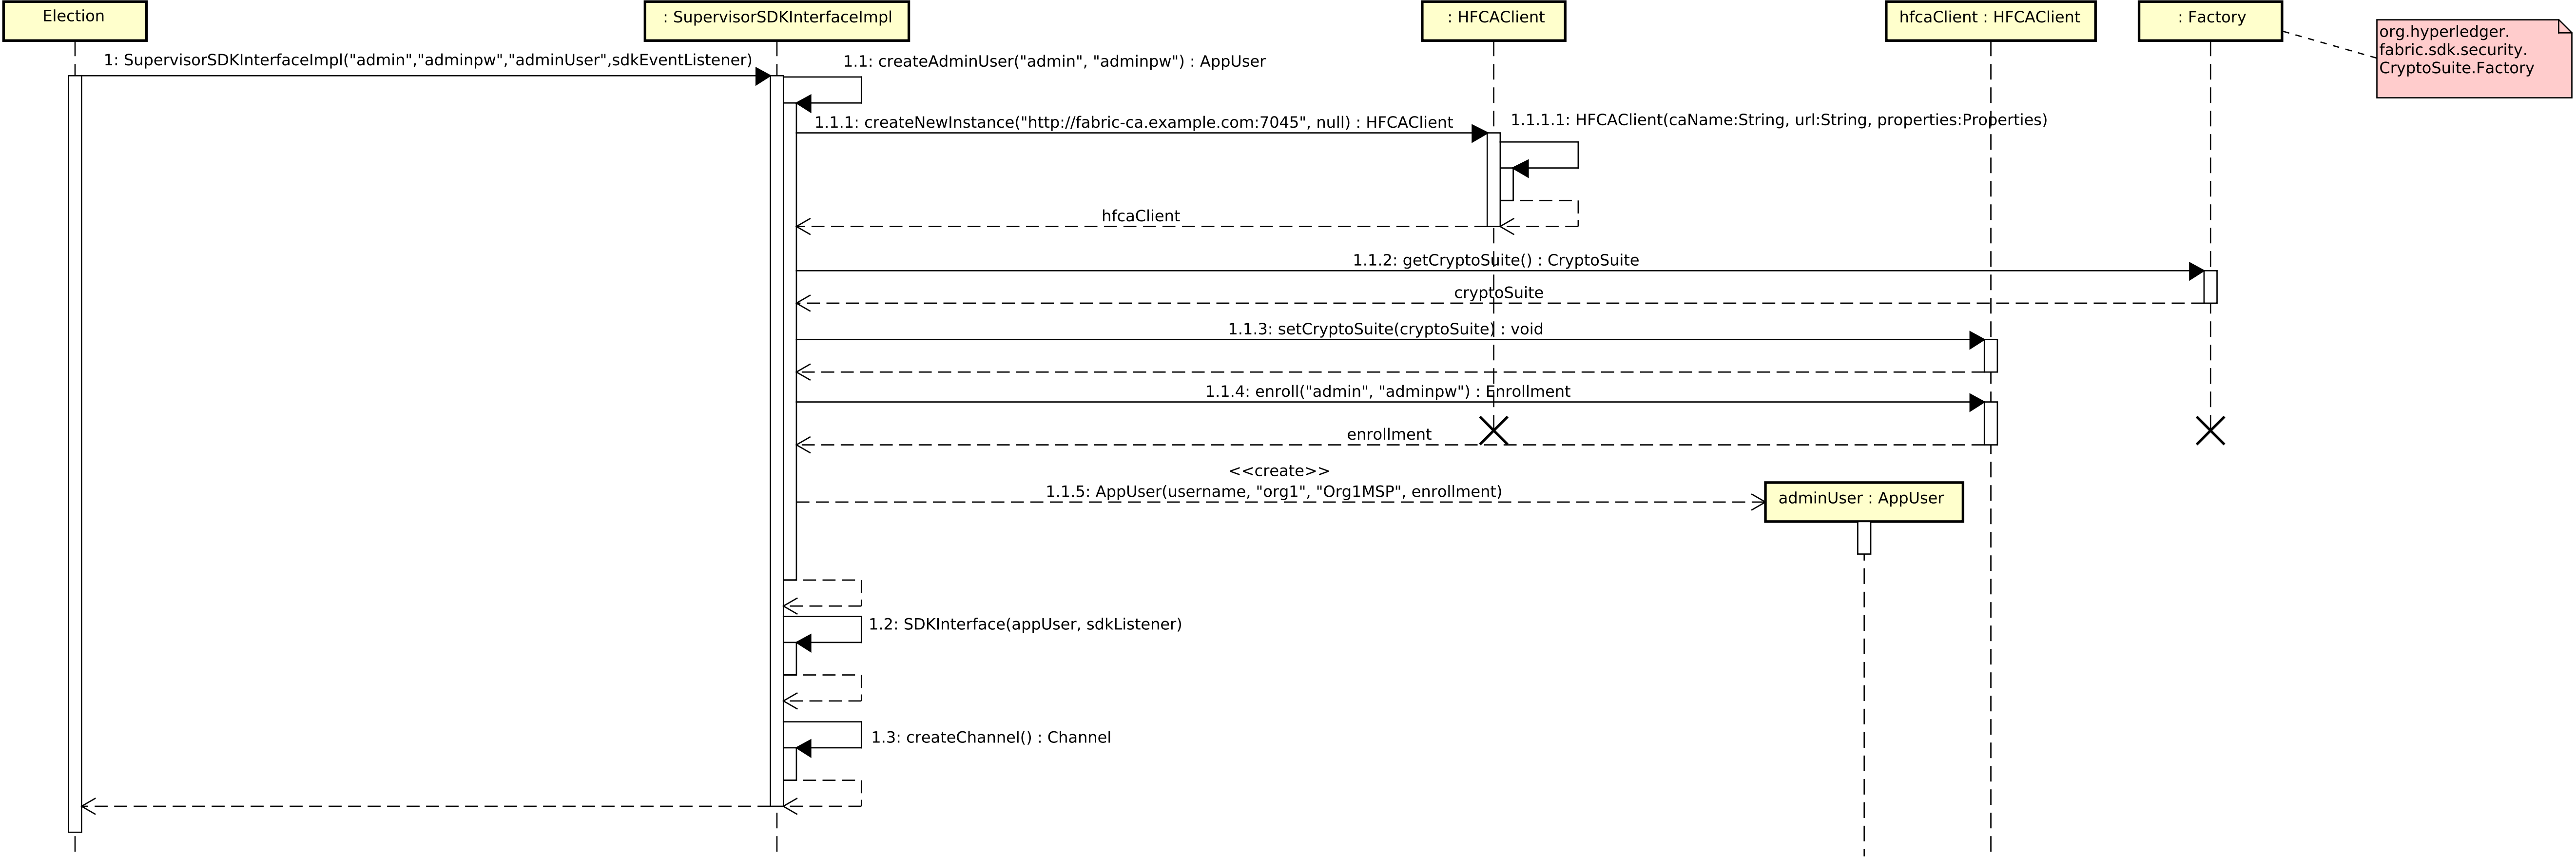 Election
: SupervisorSDKInterfaceImpl
: HFCAClient
hfcaClient : HFCAClient
: Factory
org.hyperledger.
fabric.sdk.security.
CryptoSuite.Factory
1: SupervisorSDKInterfaceImpl("admin","adminpw","adminUser",sdkEventListener)
1.1: createAdminUser("admin", "adminpw") : AppUser
1.1.1: createNewInstance("http://fabric-ca.example.com:7045", null) : HFCAClient
1.1.1.1: HFCAClient(caName:String, url:String, properties:Properties)
hfcaClient
1.1.2: getCryptoSuite() : CryptoSuite
cryptoSuite
1.1.3: setCryptoSuite(cryptoSuite) : void
1.1.4: enroll("admin", "adminpw") : Enrollment
enrollment
<<create>>
1.1.5: AppUser(username, "org1", "Org1MSP", enrollment)
adminUser : AppUser
1.2: SDKInterface(appUser, sdkListener)
1.3: createChannel() : Channel